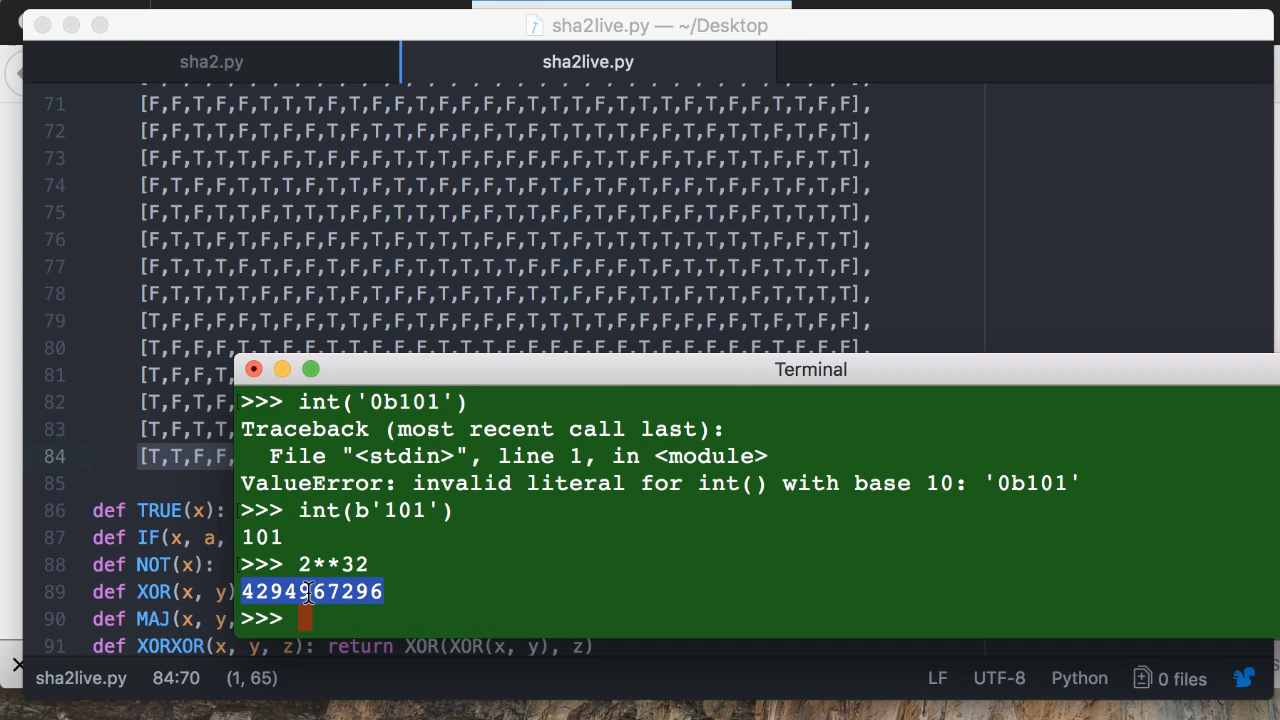 sha2live.py — ~/Desktop
sha2.py
sha2live.py
71 [F,F,T,F,F,T,T,T,F,T,F,F,T,F,F,F,F,T,T,T,F,T,T,T,F,T,F,F,T,T,F,F],
72 [F,F,T,T,F,T,F,F,T,F,T,T,F,F,F,F,T,F,T,T,T,T,F,F,T,F,T,T,F,T,F,T],
73 [F,F,T,T,T,F,F,T,F,F,F,T,T,T,F,F,F,F,F,F,T,T,F,F,T,F,T,T,F,F,T,T],
74 [F,T,F,F,T,T,T,F,T,T,F,T,T,F,F,F,T,F,T,F,T,F,T,F,F,T,F,F,T,F,T,F],
75 [F,T,F,T,T,F,T,T,T,F,F,T,T,T,F,F,T,T,F,F,T,F,T,F,F,T,F,F,T,T,T,T],
76 [F,T,T,F,T,F,F,F,F,F,T,F,T,T,T,F,F,T,T,F,T,T,T,T,T,T,T,T,F,F,T,T],
77 [F,T,T,T,F,T,F,F,F,T,T,T,T,T,T,F,T,T,T,F,T,F,T,F,T,F,T,F,T,T,T,F],
78 [F,T,T,T,T,F,F,F,T,F,T,F,F,T,F,T,F,T,T,F,F,F,T,T,F,T,T,F,T,T,T,T],
79 [T,F,F,F,F,T,F,F,T,T,F,F,T,F,F,F,F,T,T,T,T,F,F,F,F,F,F,T,F,T,F,F],
80 [T,F,F,F,
81 [T,F,F,T,
82 [T,F,T,F,
83 [T,F,T,T,
84 [T,T,F,F,
85
86 def TRUE(x):
87 def IF(x, a,
88 def NOT(x):
89 def XOR(x, y)
90 def MAJ(x, y,
91 def XORXOR(x, y, z): return XOR(XOR(x, y), z)
Terminal
>>> int('0b101')
Traceback (most recent call last):
File "<stdin>", line 1, in <module>
ValueError: invalid literal for int() with base 10: '0b101'
>>> int(b'101')
101
>>> 2**32
4294967296
>>>
sha2live.py 84:70 (1, 65) LF UTF-8 Python 0 files